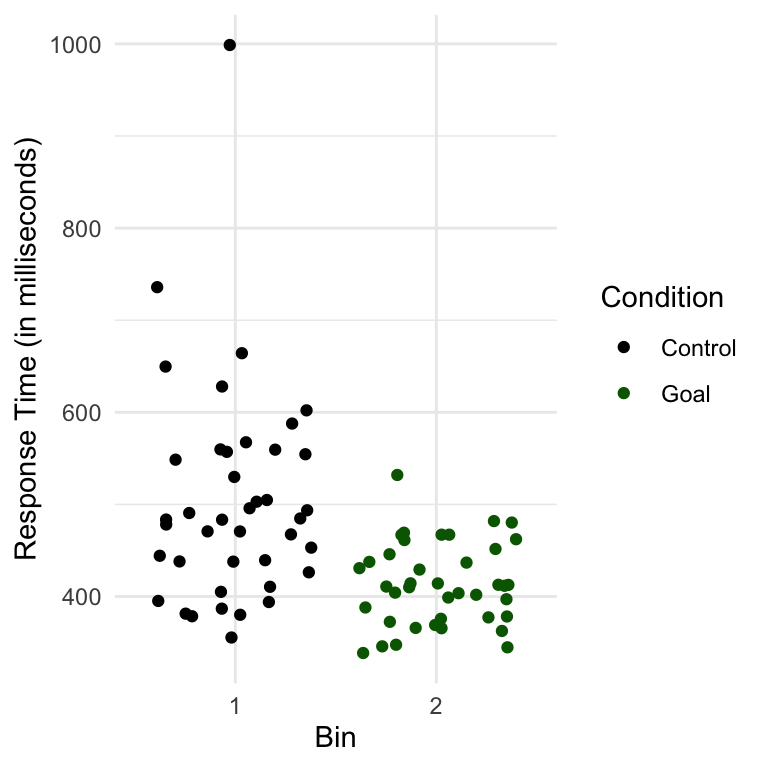 1000
800
600
400
Response Time (in milliseconds)
1
2
Bin
Condition
Control
Goal